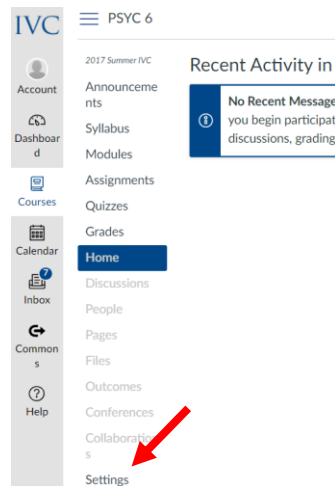 IVC
Account
Dashboar
d
Courses
Calendar
7
Inbox
Common
s
Help
PSYC 6
2017 Summer IVC
Announceme
nts
Syllabus
Modules
Assignments
Quizzes
Grades
Home
Discussions
People
Pages
Files
Outcomes
Conferences
Collaboratio
s
Settings
Recent Activity in
No Recent Message
you begin participat
discussions, grading